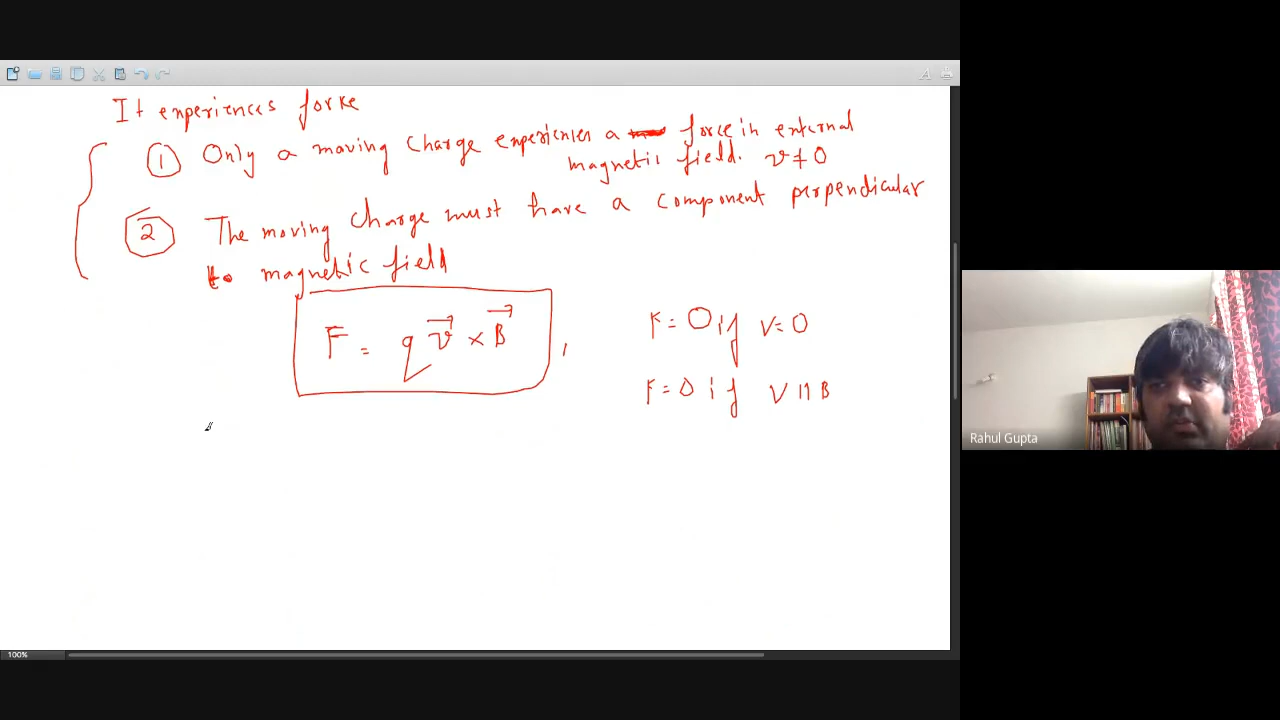 It experiences force
① Only a moving charge experiences a force in external
magnetic field. v ≠ 0
② The moving charge must have a component perpendicular
to magnetic field
F = q v⃗ × B⃗ ,
F = 0 if v = 0
F = 0 if v || B
Rahul Gupta
100%